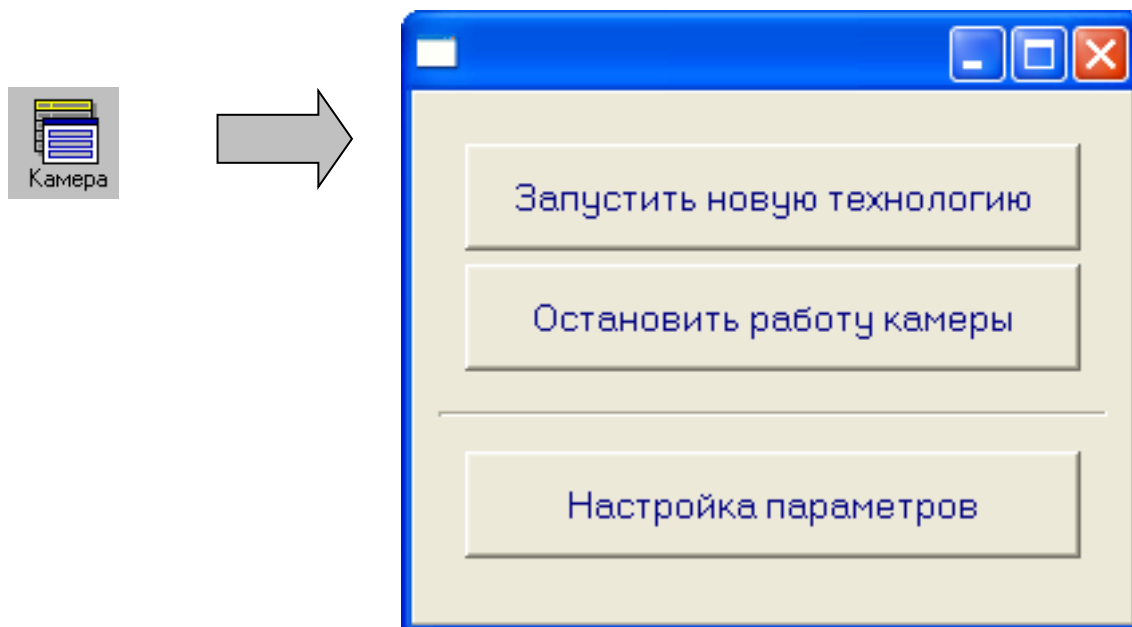 Камера
Запустить новую технологию
Остановить работу камеры
Настройка параметров